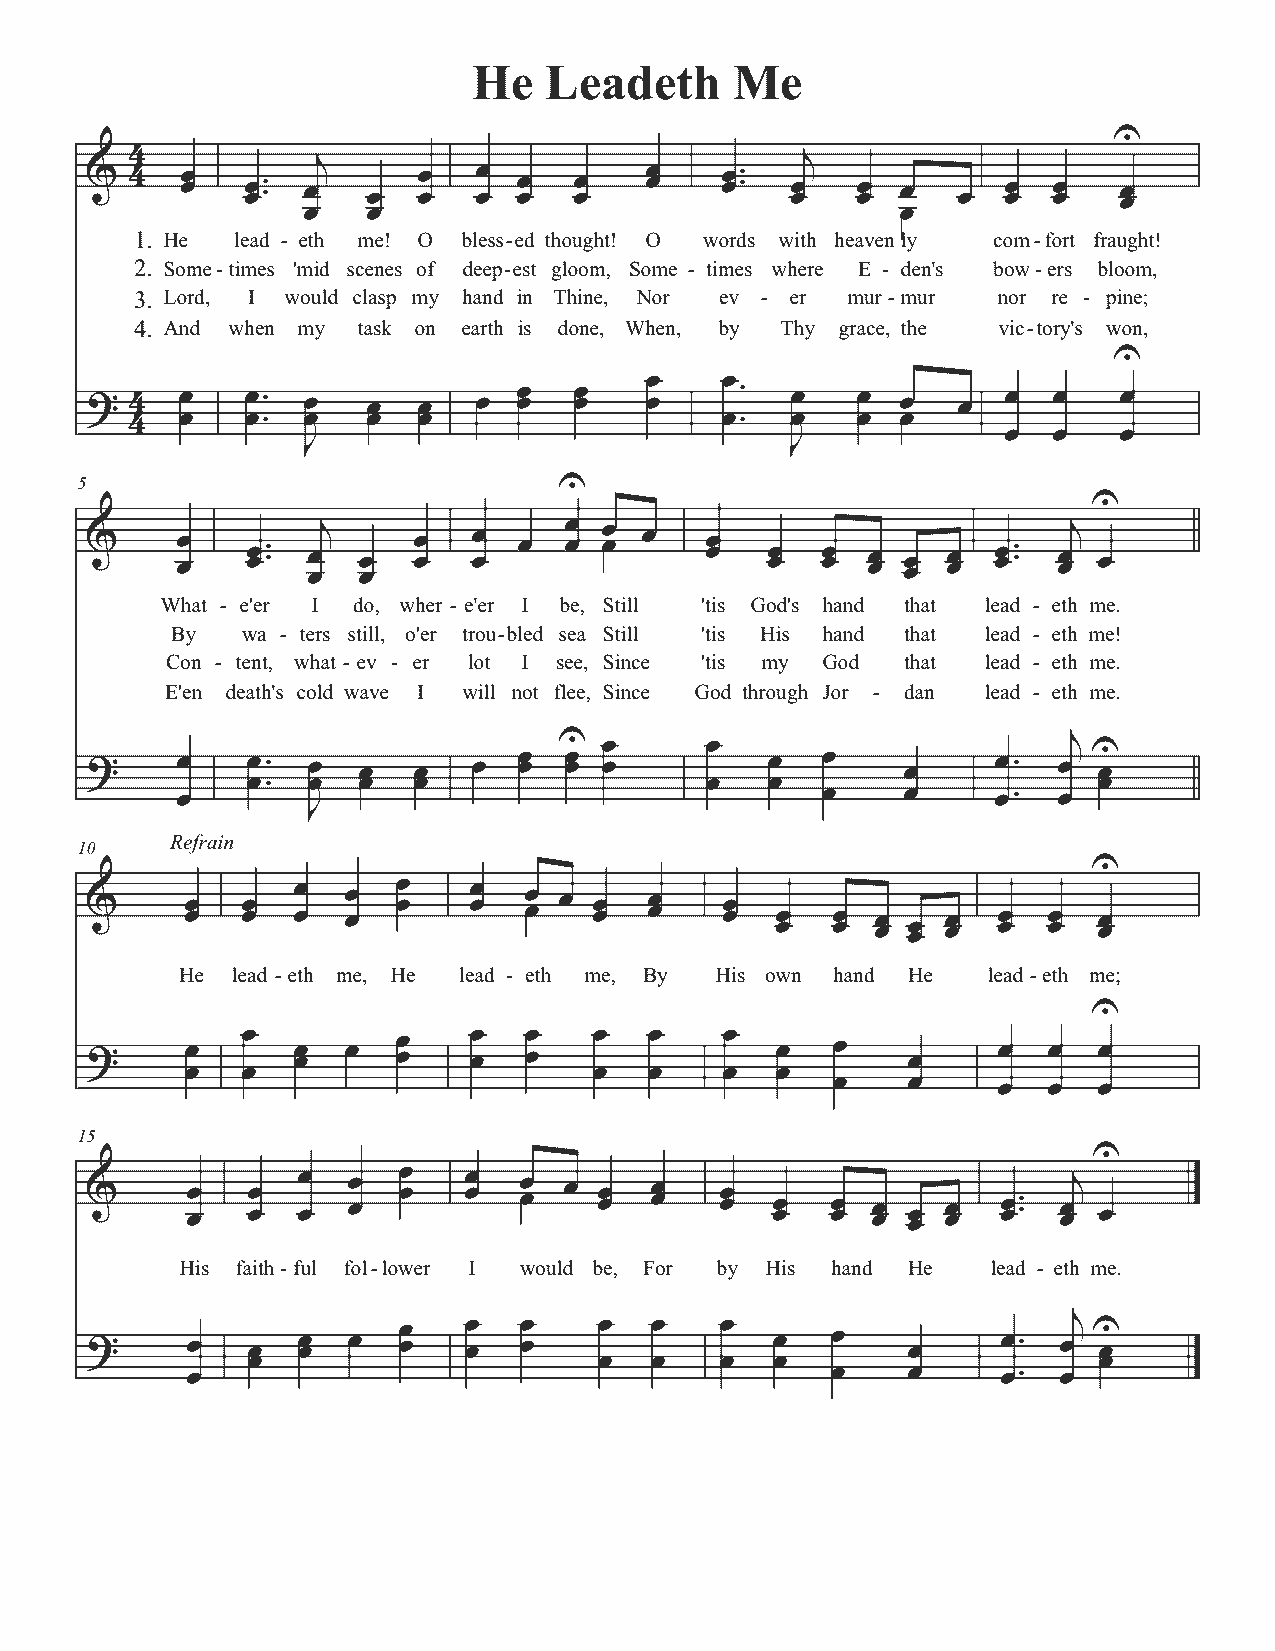 He Leadeth Me
1. He lead - eth me! O bless-ed thought! O words with heaven ly com - fort fraught!
2. Some - times 'mid scenes of deep-est gloom, Some - times where E - den's bow - ers bloom,
3. Lord, I would clasp my hand in Thine, Nor ev - er mur - mur nor re - pine;
4. And when my task on earth is done, When, by Thy grace, the vic - tory's won,
5
What - e'er I do, wher - e'er I be, Still 'tis God's hand that lead - eth me.
By wa - ters still, o'er trou-bled sea Still 'tis His hand that lead - eth me!
Con - tent, what - ev - er lot I see, Since 'tis my God that lead - eth me.
E'en death's cold wave I will not flee, Since God through Jor - dan lead - eth me.
10 Refrain
He lead - eth me, He lead - eth me, By His own hand He lead - eth me;
15
His faith - ful fol - lower I would be, For by His hand He lead - eth me.